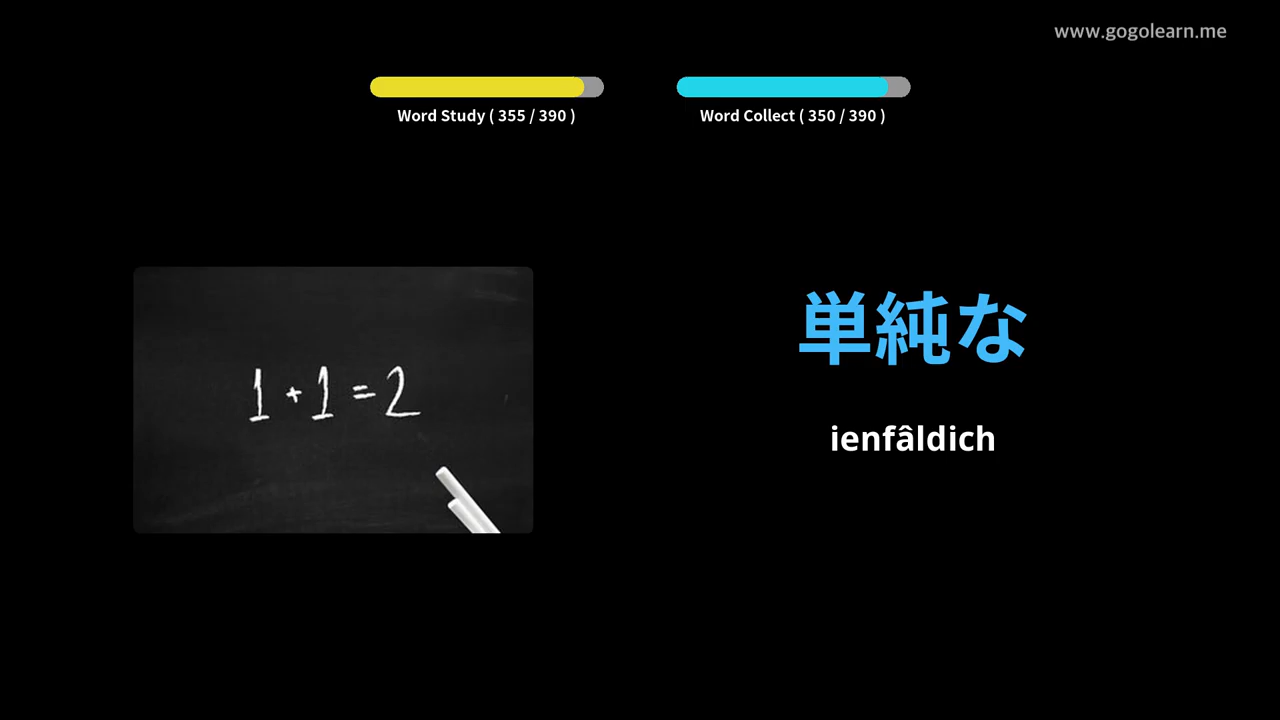 www.gogolearn.me
Word Study ( 355 / 390 )
Word Collect ( 350 / 390 )
1 + 1 = 2
単純な
ienfâldich